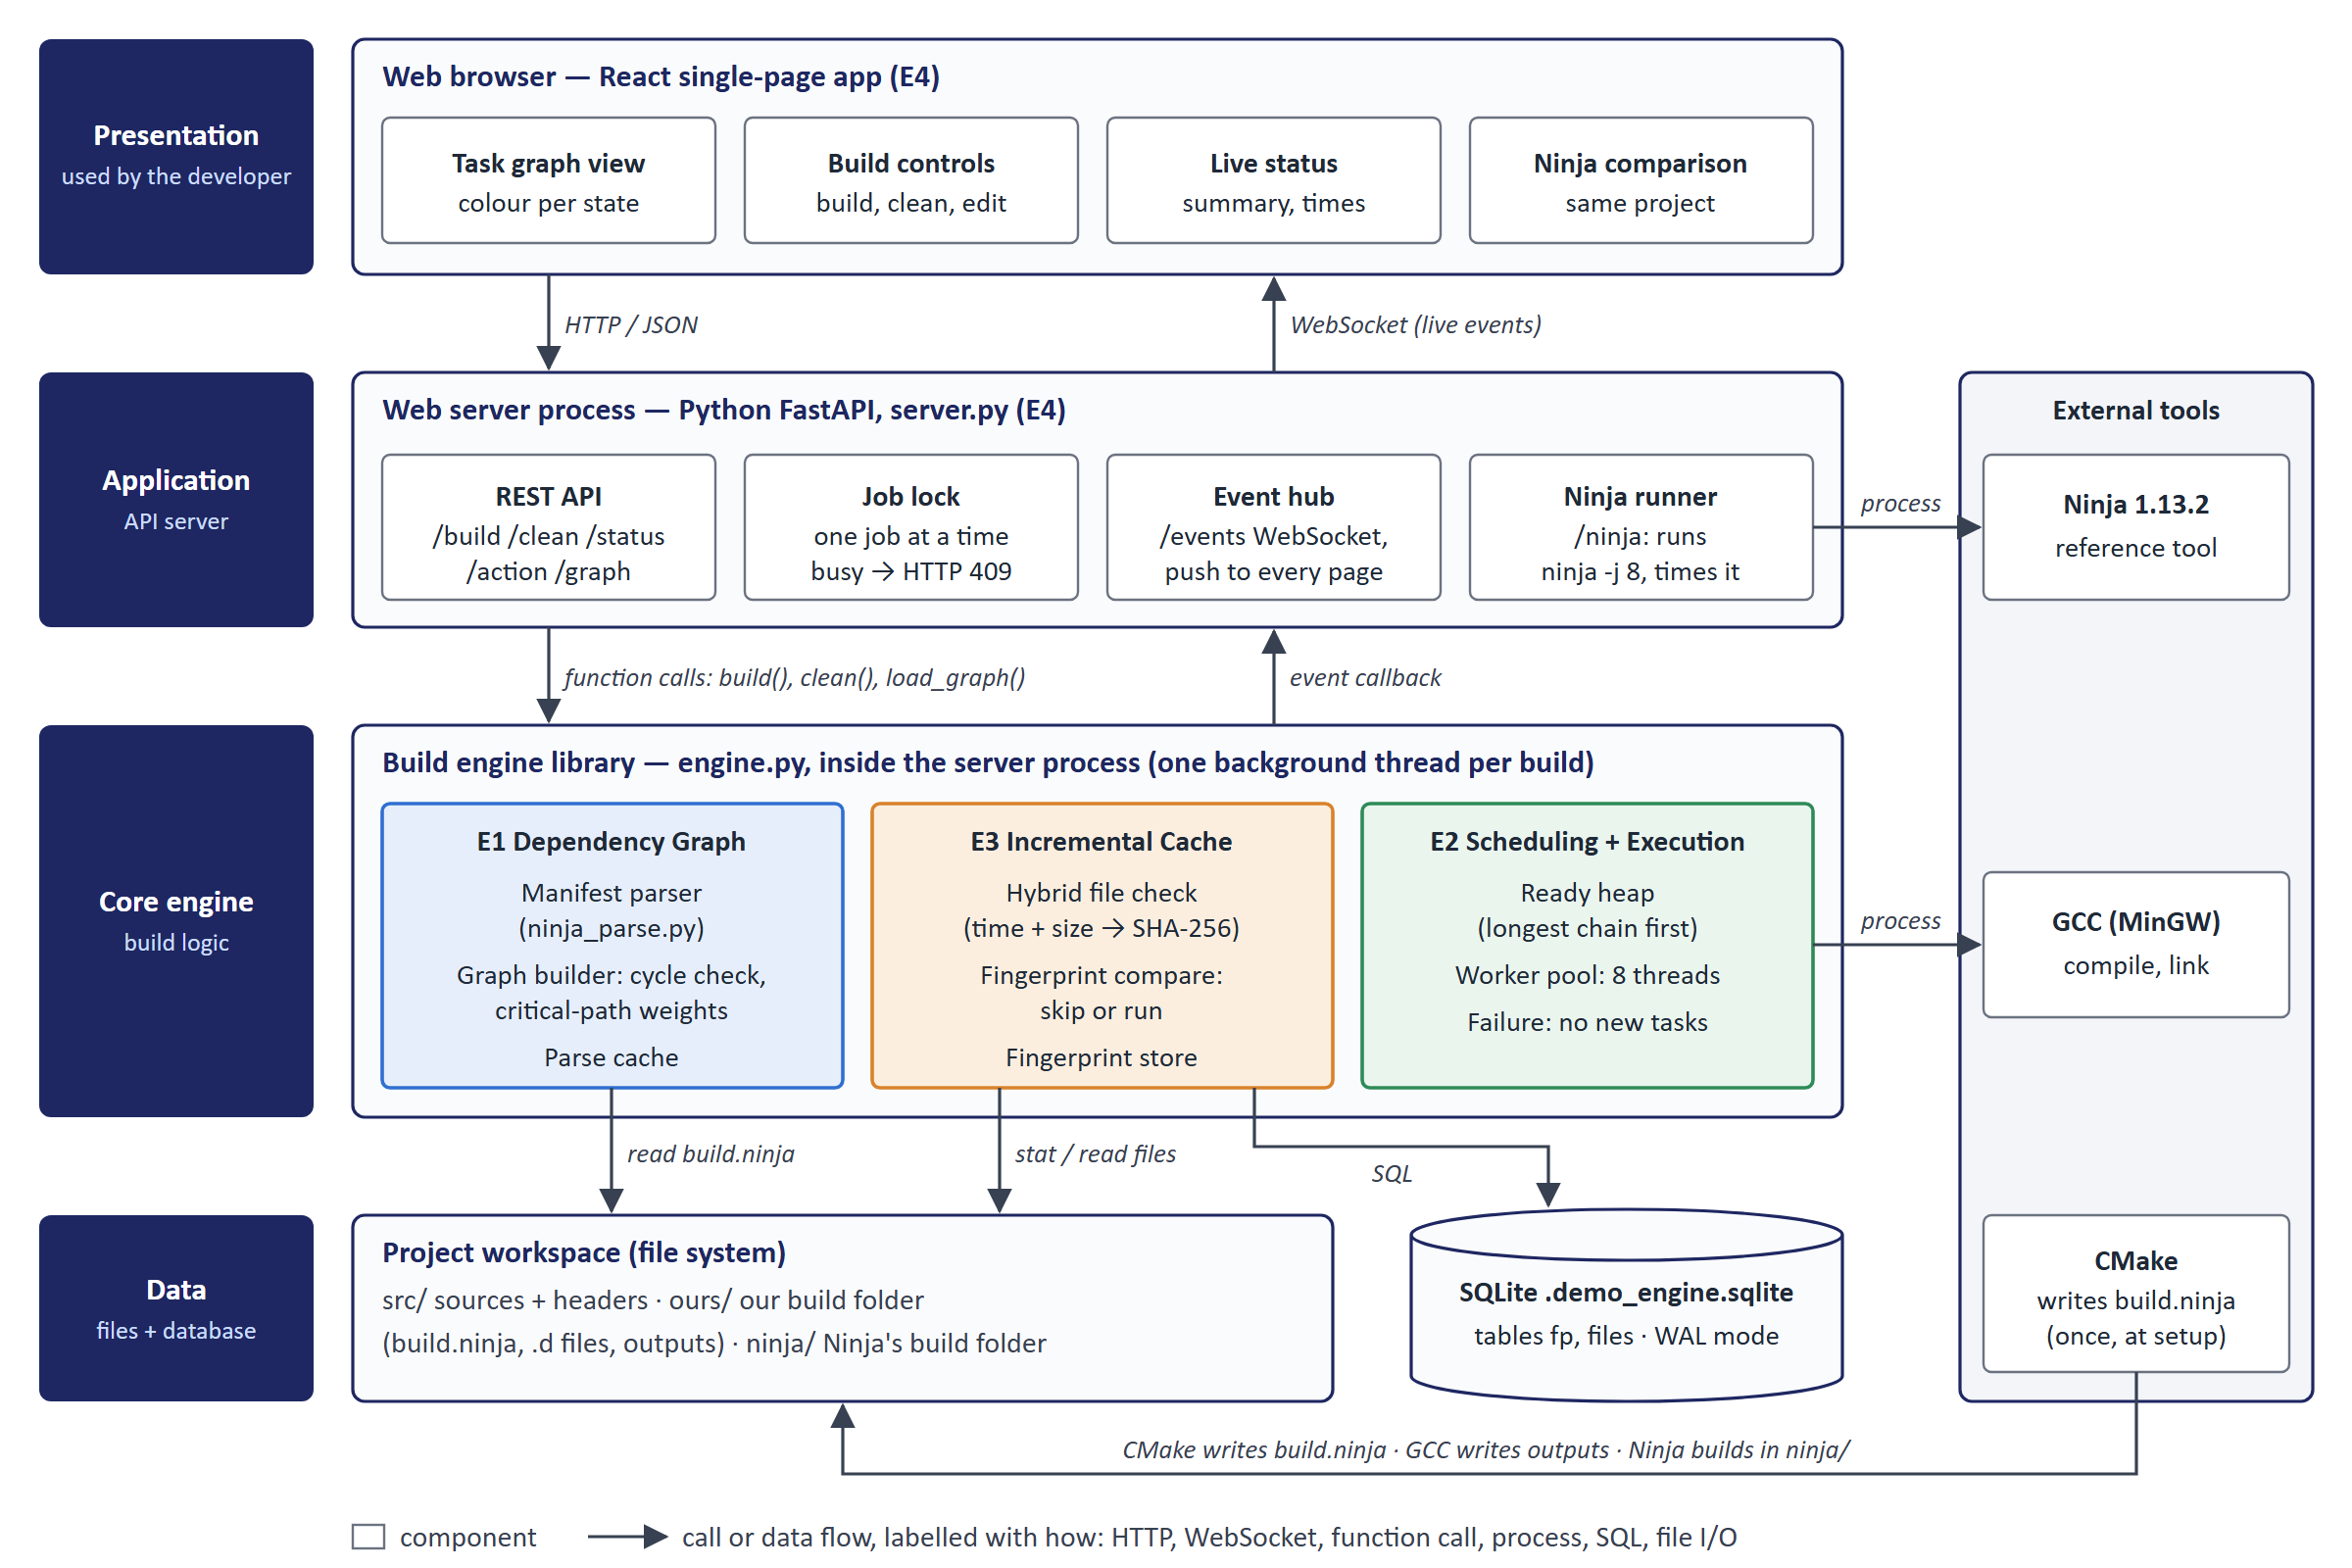 Presentation
used by the developer
Web browser — React single-page app (E4)
Task graph view
colour per state
Build controls
build, clean, edit
Live status
summary, times
Ninja comparison
same project
HTTP / JSON
WebSocket (live events)
Application
API server
Web server process — Python FastAPI, server.py (E4)
REST API
/build /clean /status
/action /graph
Job lock
one job at a time
busy → HTTP 409
Event hub
/events WebSocket,
push to every page
Ninja runner
/ninja: runs
ninja -j 8, times it
process
External tools
Ninja 1.13.2
reference tool
function calls: build(), clean(), load_graph()
event callback
Core engine
build logic
Build engine library — engine.py, inside the server process (one background thread per build)
E1 Dependency Graph
Manifest parser
(ninja_parse.py)
Graph builder: cycle check,
critical-path weights
Parse cache
E3 Incremental Cache
Hybrid file check
(time + size → SHA-256)
Fingerprint compare:
skip or run
Fingerprint store
E2 Scheduling + Execution
Ready heap
(longest chain first)
Worker pool: 8 threads
Failure: no new tasks
process
GCC (MinGW)
compile, link
read build.ninja
stat / read files
SQL
Data
files + database
Project workspace (file system)
src/ sources + headers · ours/ our build folder
(build.ninja, .d files, outputs) · ninja/ Ninja's build folder
SQLite .demo_engine.sqlite
tables fp, files · WAL mode
CMake
writes build.ninja
(once, at setup)
CMake writes build.ninja · GCC writes outputs · Ninja builds in ninja/
component
call or data flow, labelled with how: HTTP, WebSocket, function call, process, SQL, file I/O